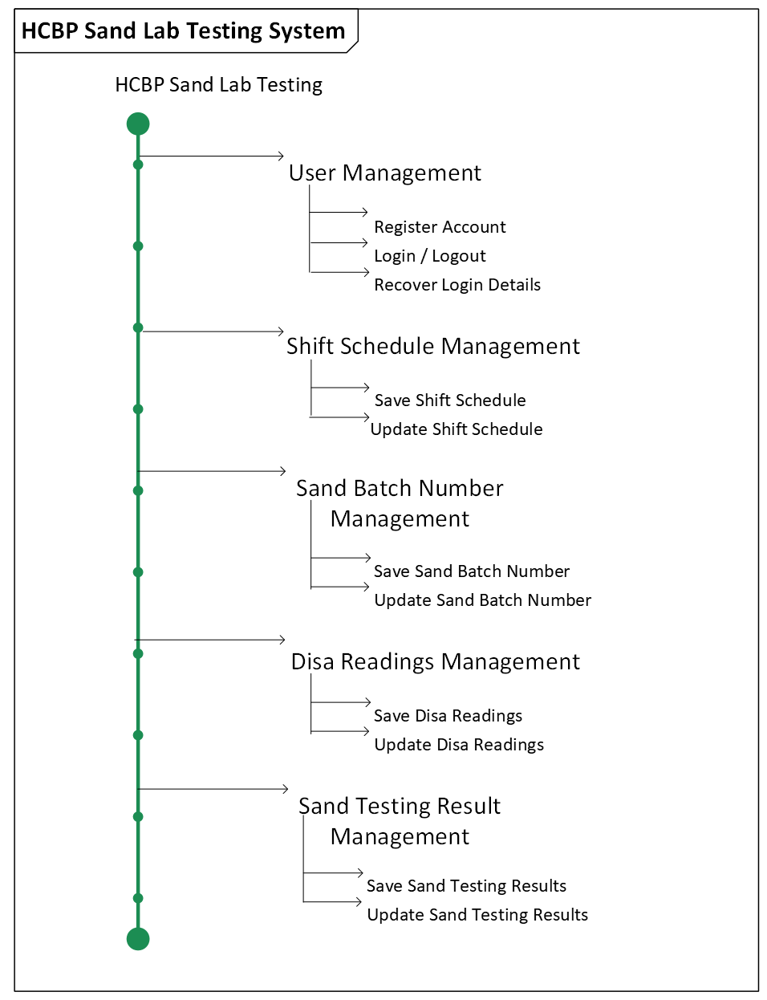 HCBP Sand Lab Testing System
HCBP Sand Lab Testing
User Management
Register Account
Login / Logout
Recover Login Details
Shift Schedule Management
Save Shift Schedule
Update Shift Schedule
Sand Batch Number
Management
Save Sand Batch Number
Update Sand Batch Number
Disa Readings Management
Save Disa Readings
Update Disa Readings
Sand Testing Result
Management
Save Sand Testing Results
Update Sand Testing Results